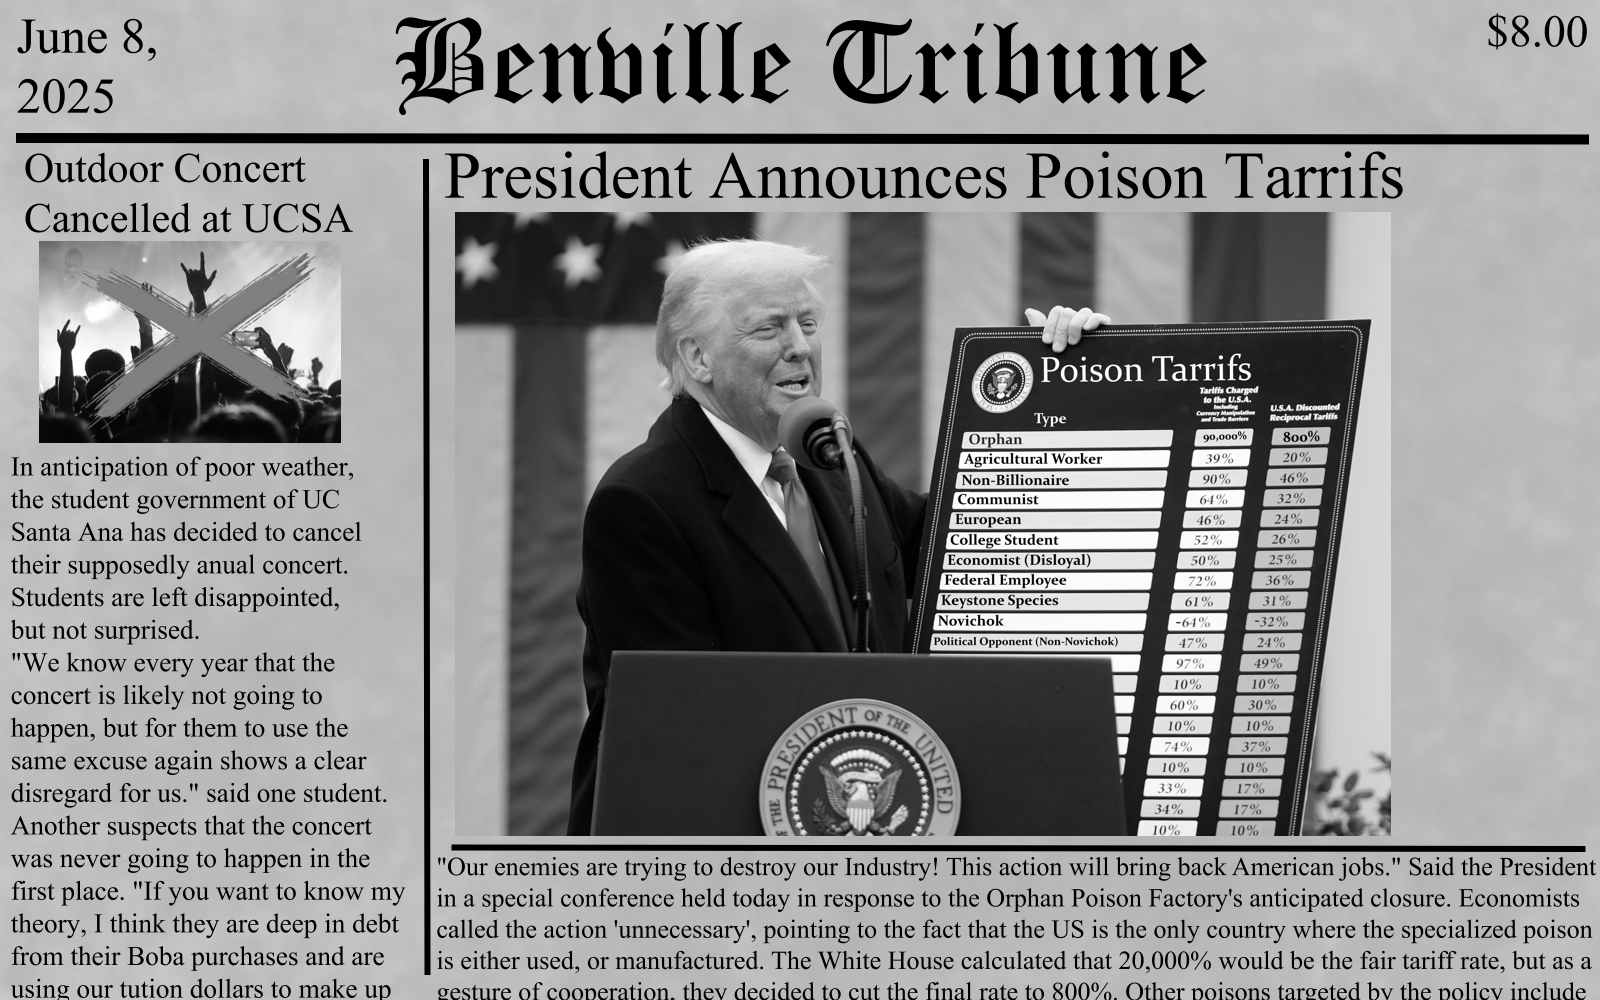 June 8,
2025
Benville Tribune
$8.00
Outdoor Concert
Cancelled at UCSA
In anticipation of poor weather,
the student government of UC
Santa Ana has decided to cancel
their supposedly anual concert.
Students are left disappointed,
but not surprised.
"We know every year that the
concert is likely not going to
happen, but for them to use the
same excuse again shows a clear
disregard for us." said one student.
Another suspects that the concert
was never going to happen in the
first place. "If you want to know my
theory, I think they are deep in debt
from their Boba purchases and are
using our tution dollars to make up
President Announces Poison Tarrifs
Poison Tarrifs
Type
Tariffs Charged
to the U.S.A.
Including
Currency Manipulation
and Trade Barriers
U.S.A. Discounted
Reciprocal Tariffs
Orphan 90,000% 800%
Agricultural Worker 39% 20%
Non-Billionaire 90% 46%
Communist 64% 32%
European 46% 24%
College Student 52% 26%
Economist (Disloyal) 50% 25%
Federal Employee 72% 36%
Keystone Species 61% 31%
Novichok -64% -32%
Political Opponent (Non-Novichok) 47% 24%
97% 49%
10% 10%
60% 30%
10% 10%
74% 37%
10% 10%
33% 17%
34% 17%
10% 10%
THE PRESIDENT OF THE UNITED
"Our enemies are trying to destroy our Industry! This action will bring back American jobs." Said the President
in a special conference held today in response to the Orphan Poison Factory's anticipated closure. Economists
called the action 'unnecessary', pointing to the fact that the US is the only country where the specialized poison
is either used, or manufactured. The White House calculated that 20,000% would be the fair tariff rate, but as a
gesture of cooperation, they decided to cut the final rate to 800%. Other poisons targeted by the policy include